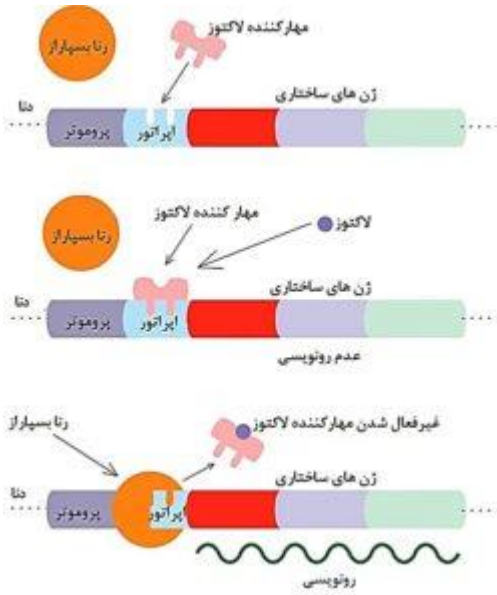 مهارکننده لاکتوز
رنا بسپاراز
ژن های ساختاری
دنا
پروموتر
اپراتور
لاکتوز
مهار کننده لاکتوز
رنا بسپاراز
ژن های ساختاری
دنا
پروموتر
اپراتور
عدم رونویسی
غیرفعال شدن مهارکننده لاکتوز
رنا بسپاراز
ژن های ساختاری
دنا
پروموتر
اپراتور
رونویسی